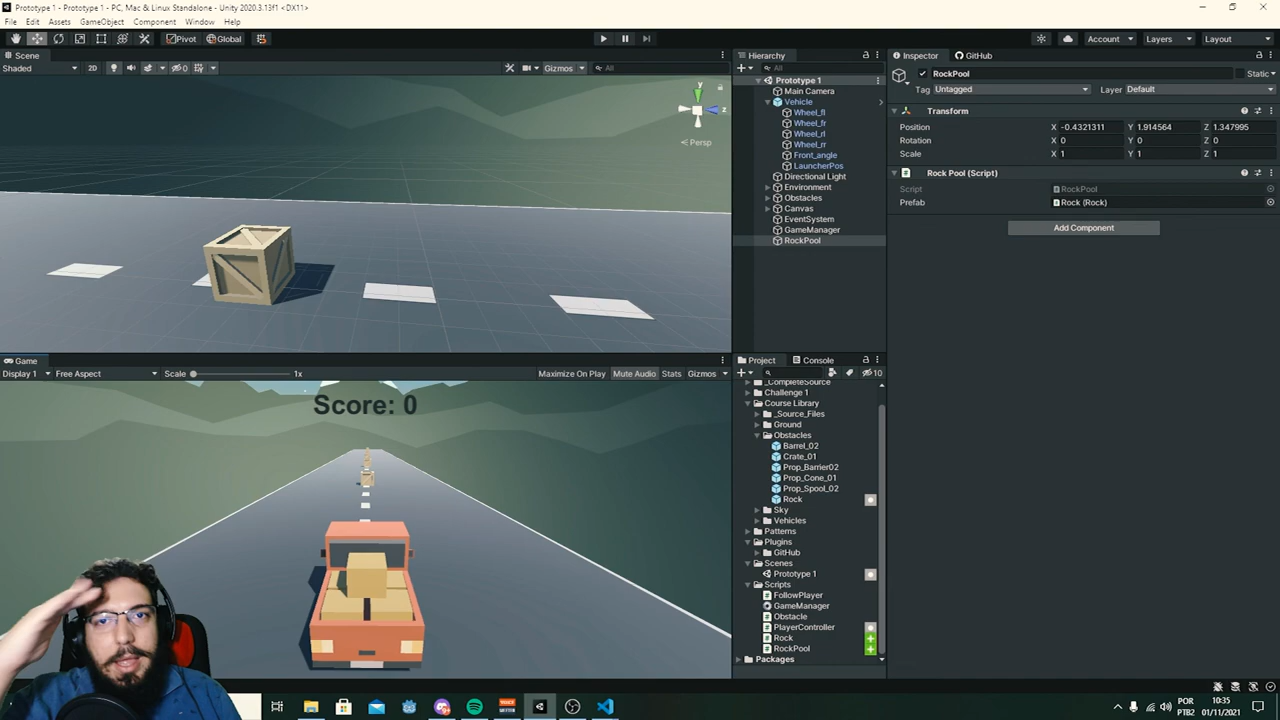 Prototype 1 - Prototype 1 - PC, Mac & Linux Standalone - Unity 2020.3.13f1 <DX11>
File Edit Assets GameObject Component Window Help
Pivot Global Account Layers Layout
Scene
Shaded 2D 0 Gizmos All
y
z
Persp
Game
Display 1 Free Aspect Scale 1x Maximize On Play Mute Audio Stats Gizmos
Score: 0
Hierarchy
All
Prototype 1
Main Camera
Vehicle
Wheel_fl
Wheel_fr
Wheel_rl
Wheel_rr
Front_angle
LauncherPos
Directional Light
Environment
Obstacles
Canvas
EventSystem
GameManager
RockPool
Project Console
10
_CompleteSource
Challenge 1
Course Library
_Source_Files
Ground
Obstacles
Barrel_02
Crate_01
Prop_Barrier02
Prop_Cone_01
Prop_Spool_02
Rock
Sky
Vehicles
Patterns
Plugins
GitHub
Scenes
Prototype 1
Scripts
FollowPlayer
GameManager
Obstacle
PlayerController
Rock
RockPool
Packages
Inspector GitHub
RockPool Static
Tag Untagged Layer Default
Transform
Position X -0.4321311 Y 1.914564 Z 1.347995
Rotation X 0 Y 0 Z 0
Scale X 1 Y 1 Z 1
Rock Pool (Script)
Script RockPool
Prefab Rock (Rock)
Add Component
POR 10:35
PTB2 01/11/2021